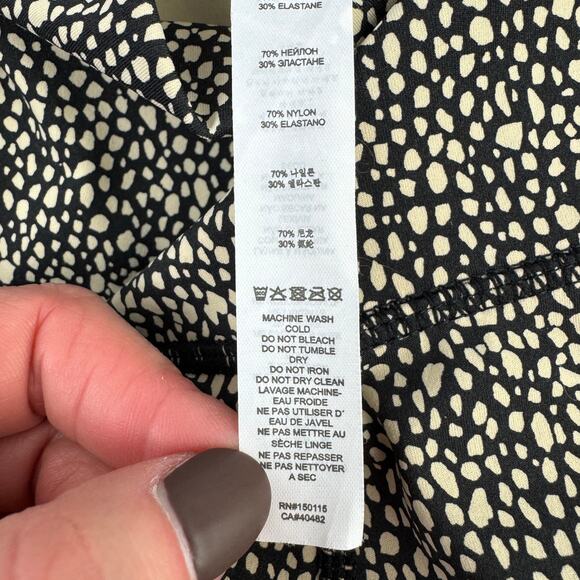 30% ELASTANE
70% НЕЙЛОН
30% ЭЛАСТАНЕ
70% NYLON
30% ELASTANO
70% 나일론
30% 엘라스탄
70% 尼龙
30% 氨纶
MACHINE WASH
COLD
DO NOT BLEACH
DO NOT TUMBLE
DRY
DO NOT IRON
DO NOT DRY CLEAN
LAVAGE MACHINE-
EAU FROIDE
NE PAS UTILISER D'
EAU DE JAVEL
NE PAS METTRE AU
SÈCHE LINGE
NE PAS REPASSER
NE PAS NETTOYER
A SEC
RN#150115
CA#40482